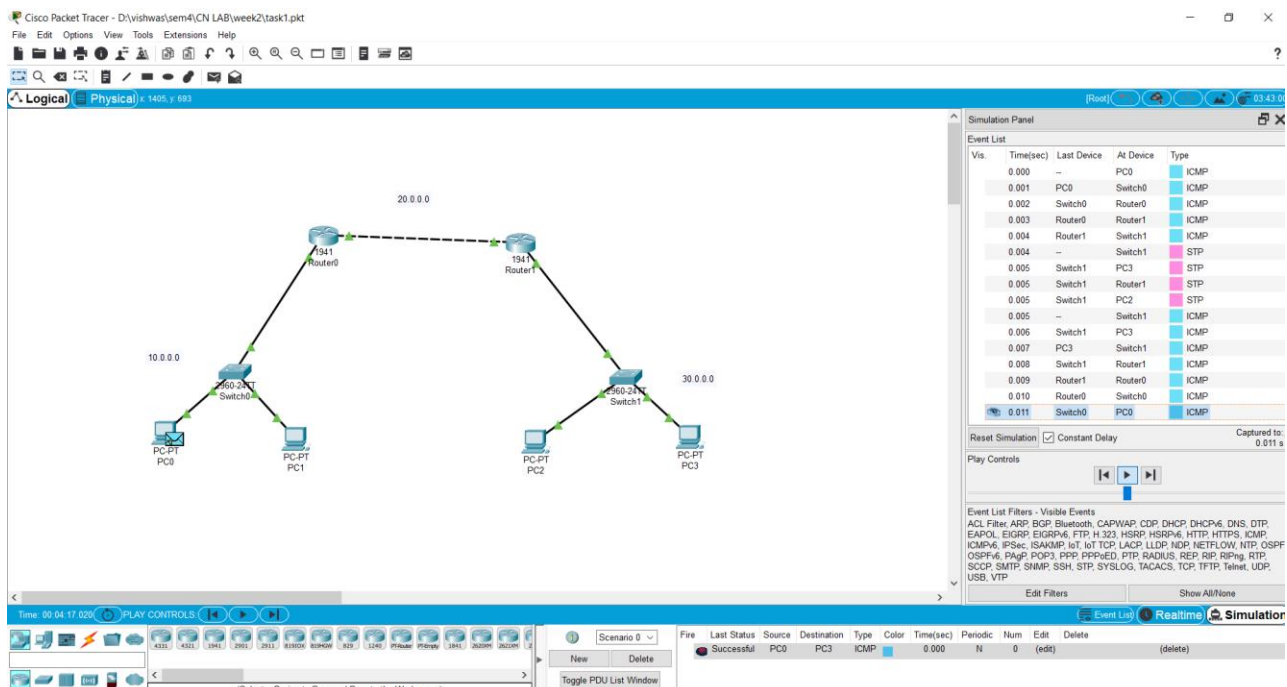 Cisco Packet Tracer - D:\vishwas\sem4\CN LAB\week2\task1.pkt
File Edit Options View Tools Extensions Help
?
Logical Physical x: 1405, y: 693 [Root] 03:43:00
Simulation Panel
Event List
Vis. Time(sec) Last Device At Device Type
0.000 -- PC0 ICMP
0.001 PC0 Switch0 ICMP
0.002 Switch0 Router0 ICMP
0.003 Router0 Router1 ICMP
0.004 Router1 Switch1 ICMP
0.004 -- Switch1 STP
0.005 Switch1 PC3 STP
0.005 Switch1 Router1 STP
0.005 Switch1 PC2 STP
0.005 -- Switch1 ICMP
0.006 Switch1 PC3 ICMP
0.007 PC3 Switch1 ICMP
0.008 Switch1 Router1 ICMP
0.009 Router1 Router0 ICMP
0.010 Router0 Switch0 ICMP
0.011 Switch0 PC0 ICMP
Reset Simulation Constant Delay Captured to:
0.011 s
Play Controls
Event List Filters - Visible Events
ACL Filter, ARP, BGP, Bluetooth, CAPWAP, CDP, DHCP, DHCPv6, DNS, DTP,
EAPOL, EIGRP, EIGRPv6, FTP, H.323, HSRP, HSRPv6, HTTP, HTTPS, ICMP,
ICMPv6, IPSec, ISAKMP, IoT, IoT TCP, LACP, LLDP, NDP, NETFLOW, NTP, OSPF,
OSPFv6, PAgP, POP3, PPP, PPPoED, PTP, RADIUS, REP, RIP, RIPng, RTP,
SCCP, SMTP, SNMP, SSH, STP, SYSLOG, TACACS, TCP, TFTP, Telnet, UDP,
USB, VTP
Edit Filters Show All/None
20.0.0.0
1941
Router0
1941
Router1
10.0.0.0
2960-24TT
Switch0
30.0.0.0
2960-24TT
Switch1
PC-PT
PC0
PC-PT
PC1
PC-PT
PC2
PC-PT
PC3
Time: 00:04:17.020 PLAY CONTROLS: Event List Realtime Simulation
4331 4321 1941 2901 2911 819IOX 819HGW 829 1240 PT-Router PT-Empty 1841 2620XM 2621XM
Scenario 0
New Delete
Toggle PDU List Window
Fire Last Status Source Destination Type Color Time(sec) Periodic Num Edit Delete
Successful PC0 PC3 ICMP 0.000 N 0 (edit) (delete)